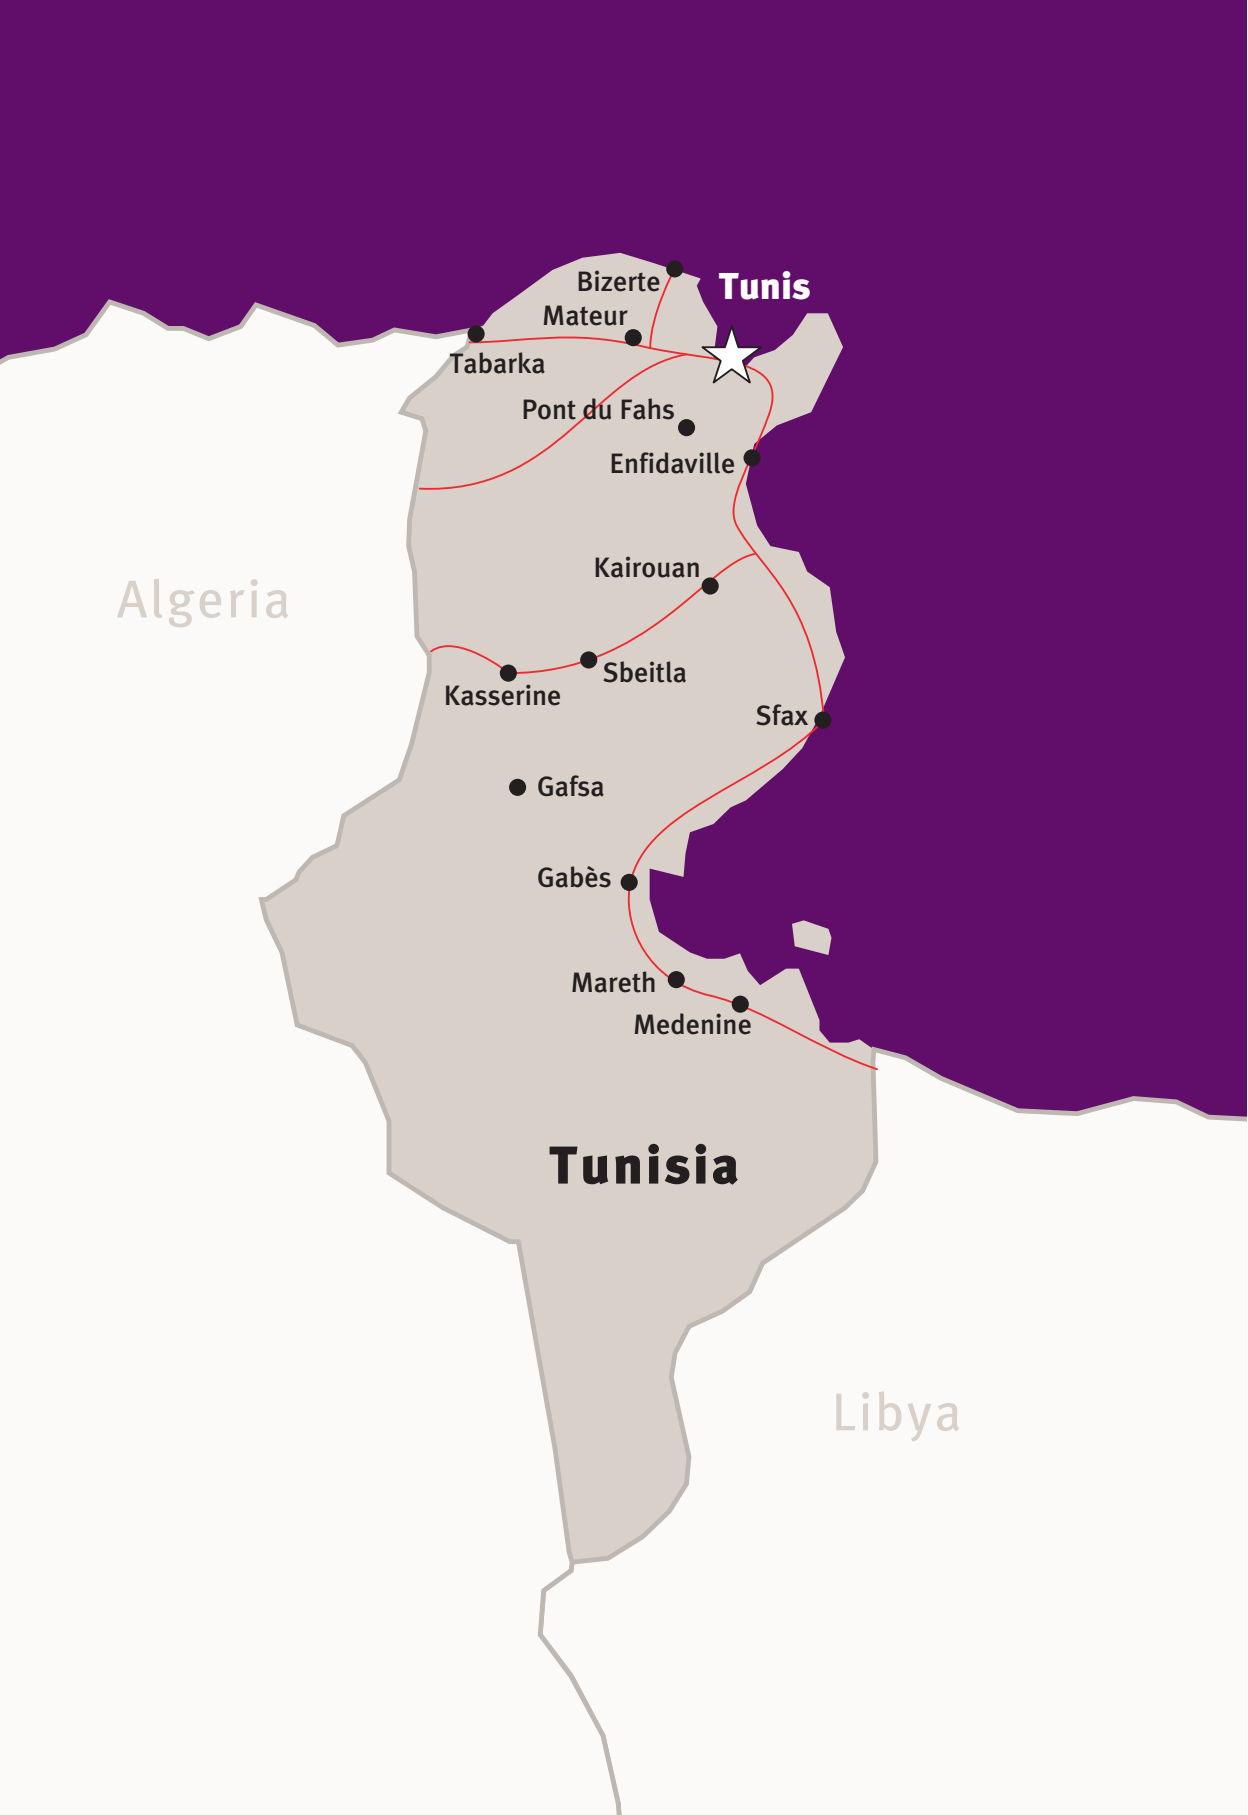 Bizerte
Tunis
Mateur
Tabarka
Pont du Fahs
Enfidaville
Kairouan
Algeria
Sbeitla
Kasserine
Sfax
Gafsa
Gabès
Mareth
Medenine
Tunisia
Libya